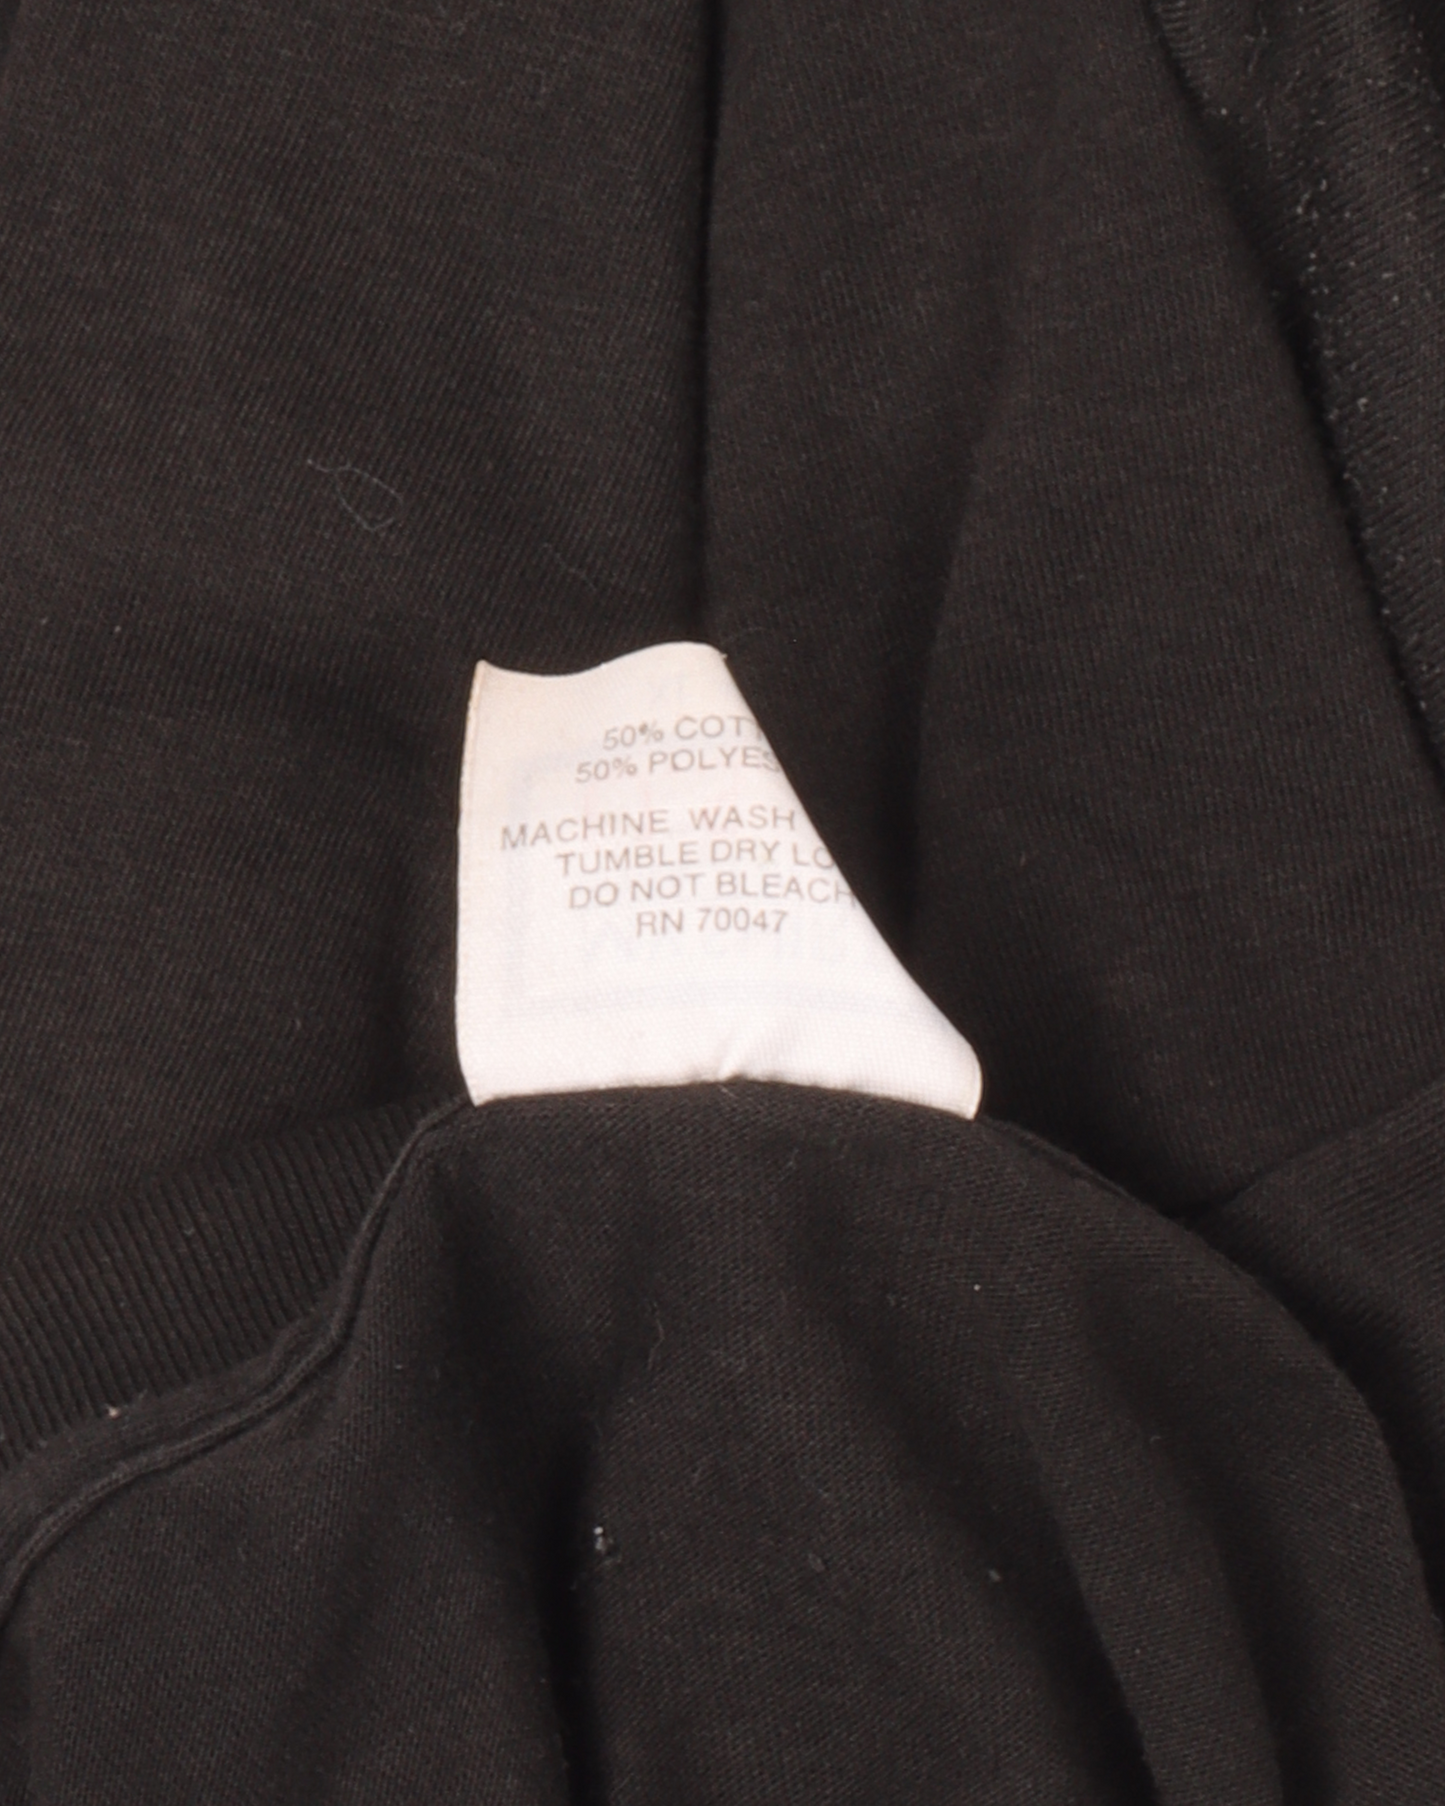 50% COTT
50% POLYES
MACHINE WASH
TUMBLE DRY LO
DO NOT BLEACH
RN 70047